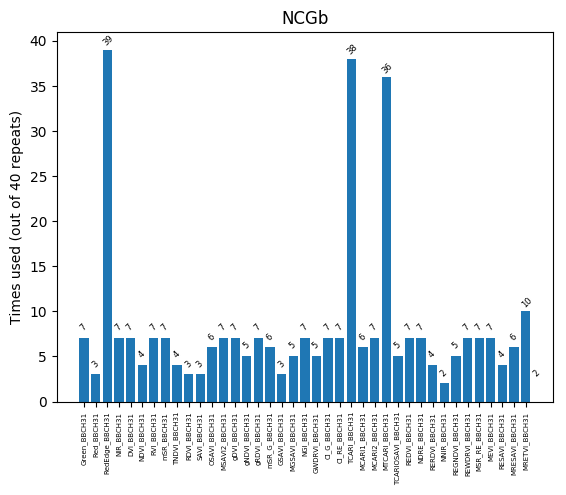 NCGb
Times used (out of 40 repeats)
40
35
30
25
20
15
10
5
0
7
3
39
7
7
4
7
7
4
3
3
6
7
7
5
7
6
3
5
7
5
7
7
38
6
7
36
5
7
7
4
2
5
7
7
7
4
6
10
2
Green_BBCH31
Red_BBCH31
RedEdge_BBCH31
NIR_BBCH31
DVI_BBCH31
NDVI_BBCH31
RVI_BBCH31
mSR_BBCH31
TNDVI_BBCH31
RDVI_BBCH31
SAVI_BBCH31
OSAVI_BBCH31
MSAVI2_BBCH31
gDVI_BBCH31
gNDVI_BBCH31
gRDVI_BBCH31
mSR_G_BBCH31
GSAVI_BBCH31
MGSAVI_BBCH31
NGI_BBCH31
GWDRVI_BBCH31
CI_G_BBCH31
CI_RE_BBCH31
TCARI_BBCH31
MCARI1_BBCH31
MCARI2_BBCH31
MTCARI_BBCH31
TCARIOSAVI_BBCH31
REDVI_BBCH31
NDRE_BBCH31
RERDVI_BBCH31
NNIR_BBCH31
REGNDVI_BBCH31
REWDRVI_BBCH31
MSR_RE_BBCH31
MEVI_BBCH31
RESAVI_BBCH31
MRESAVI_BBCH31
MRETVI_BBCH31